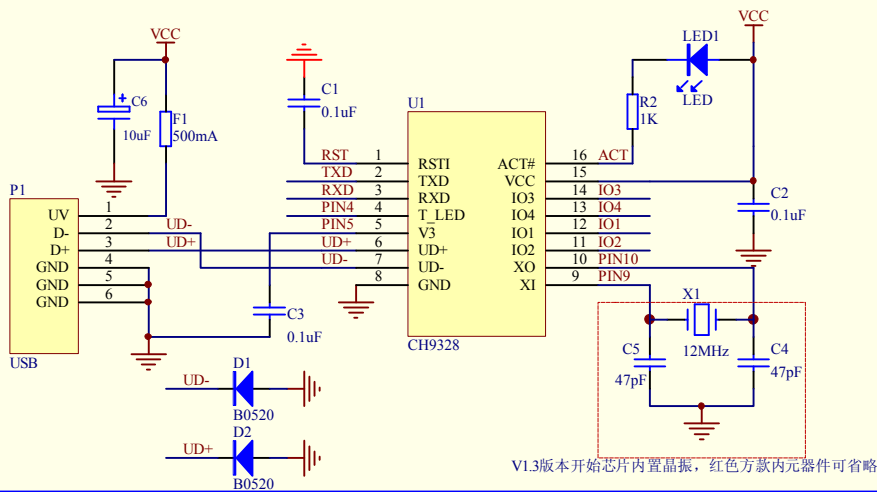 VCC
C6
10uF
F1
500mA
C1
0.1uF
U1
LED1
LED
VCC
R2
1K
P1
UV 1
D- 2 UD-
D+ 3 UD+
GND 4
GND 5
GND 6
USB
RST 1 RSTI
TXD 2 TXD
RXD 3 RXD
PIN4 4 T_LED
PIN5 5 V3
UD+ 6 UD+
UD- 7 UD-
8 GND
ACT# 16 ACT
VCC 15
IO3 14 IO3
IO4 13 IO4
IO1 12 IO1
IO2 11 IO2
XO 10 PIN10
XI 9 PIN9
CH9328
C2
0.1uF
C3
0.1uF
X1
12MHz
C5
47pF
C4
47pF
UD- D1
B0520
UD+ D2
B0520
V1.3版本开始芯片内置晶振，红色方款内元器件可省略